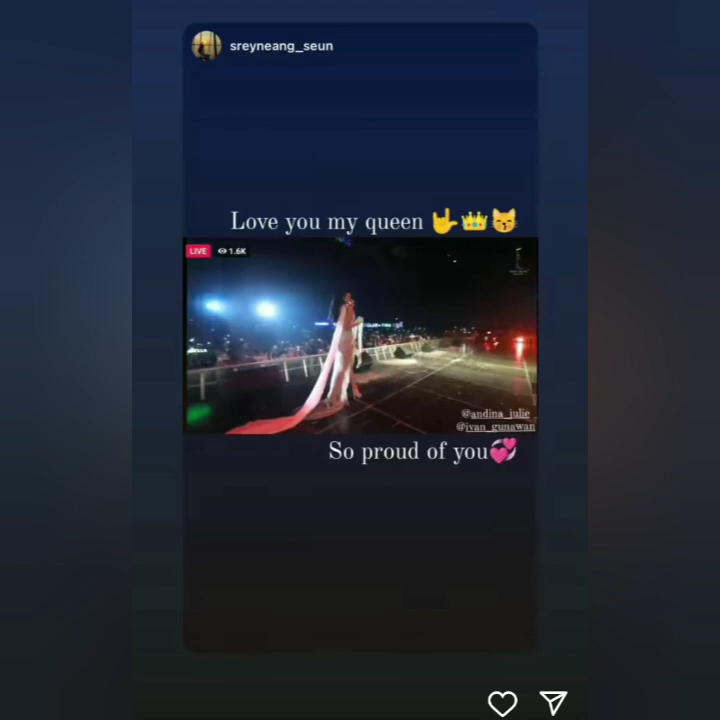 sreyneang_seun
Love you my queen 🤟👑😽
LIVE 1.6K
@andina_julie
@ivan_gunawan
So proud of you💞